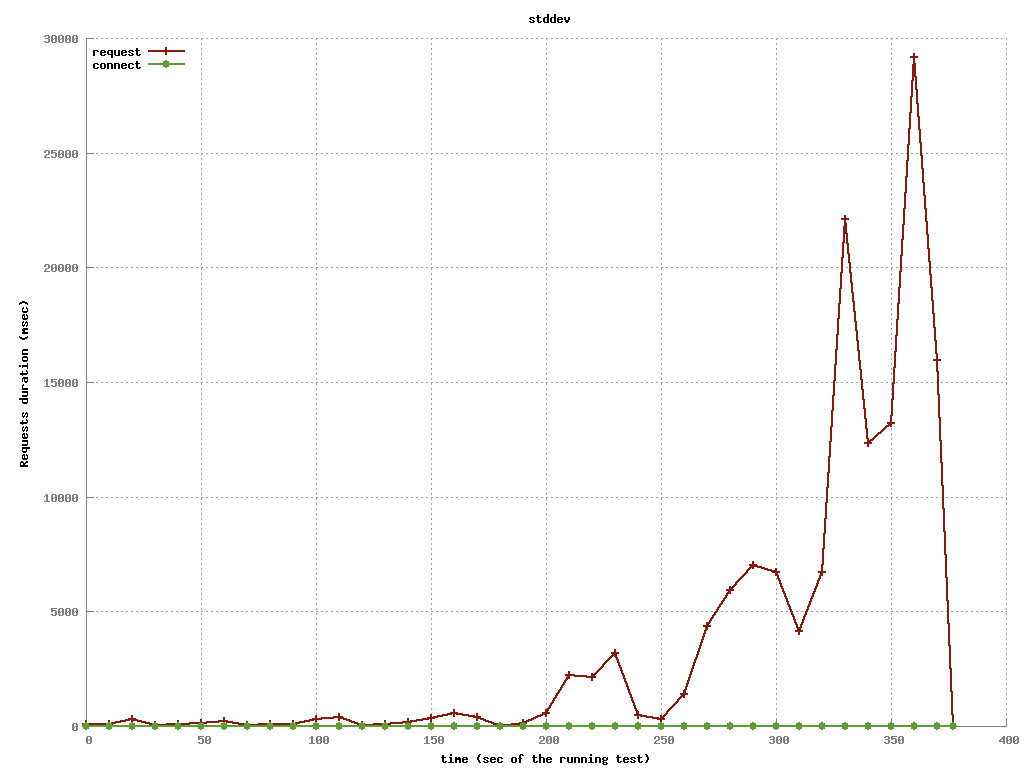 stddev
request
connect
30000
25000
20000
15000
10000
5000
0
Requests duration (msec)
0 50 100 150 200 250 300 350 400
time (sec of the running test)